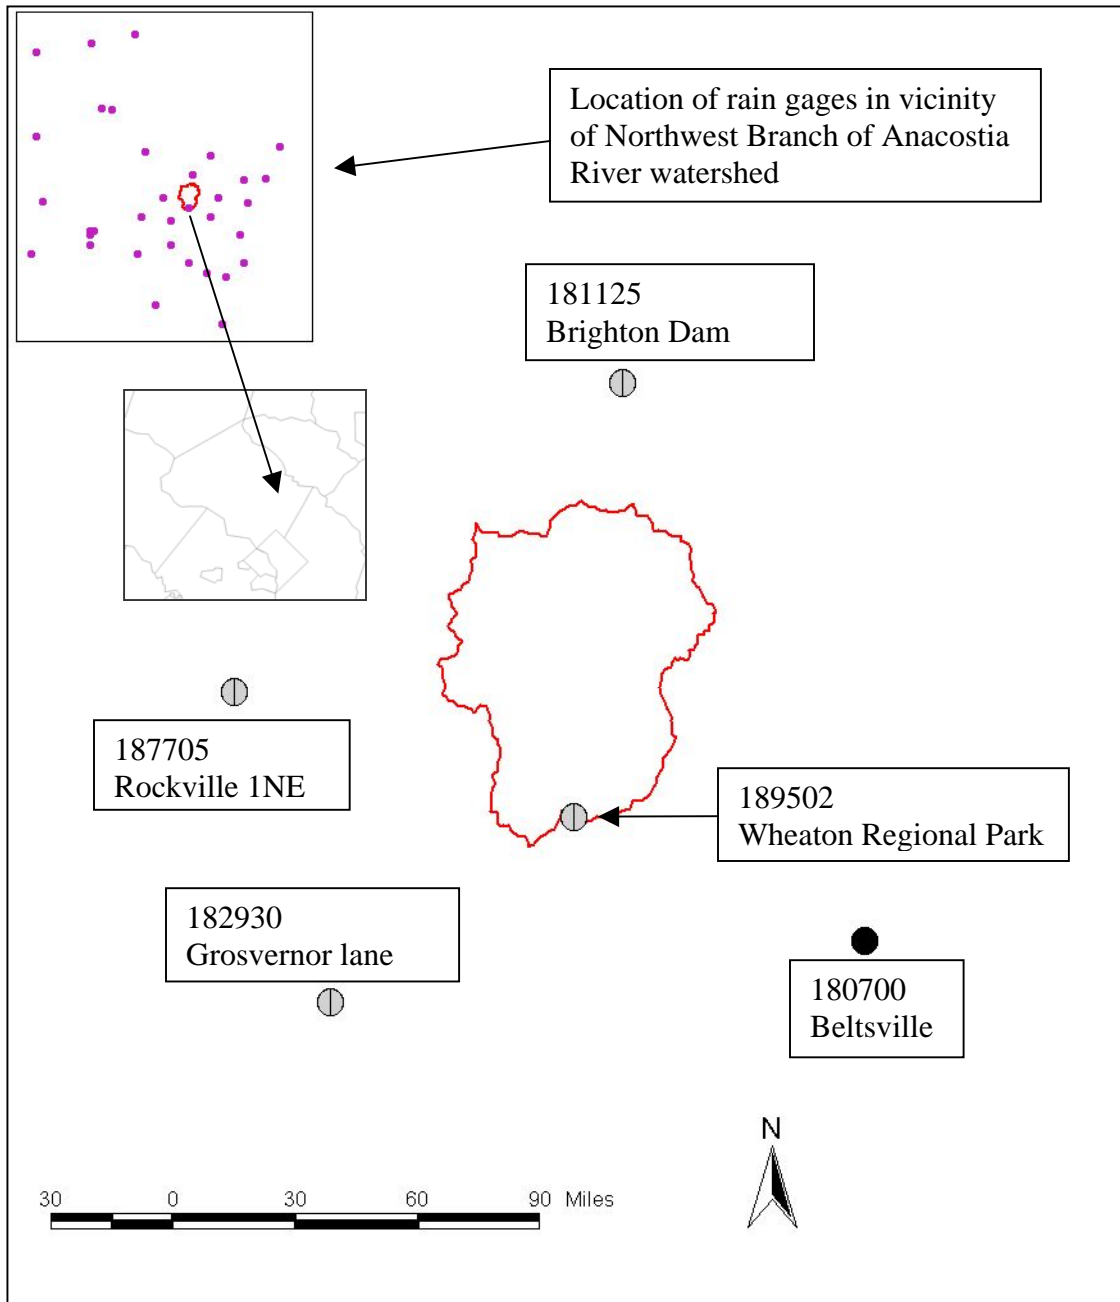 Location of rain gages in vicinity
of Northwest Branch of Anacostia
River watershed
181125
Brighton Dam
187705
Rockville 1NE
189502
Wheaton Regional Park
182930
Grosvernor lane
180700
Beltsville
N
30 0 30 60 90 Miles